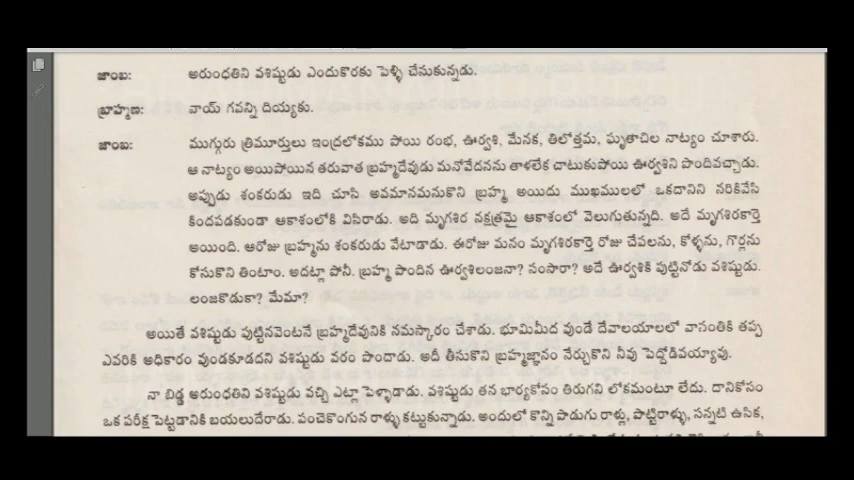 జాంబ: అరుంధతిని వశిష్టుడు ఎందుకొరకు పెళ్ళి చేసుకున్నడు.
బ్రాహ్మణ: వాయ్ గవన్ని దియ్యకు.
జాంబ: ముగ్గురు త్రిమూర్తులు ఇంద్రలోకము పోయి రంభ, ఊర్వశి, మేనక, తిలోత్తమ, ఘృతాచిల నాట్యం చూశారు.
ఆ నాట్యం అయిపోయిన తరువాత బ్రహ్మదేవుడు మనోవేదనను తాళలేక చాటుకుపోయి ఊర్వశిని పొందివచ్చాడు.
అప్పుడు శంకరుడు ఇది చూసి అవమానమనుకొని బ్రహ్మ అయిదు ముఖములలో ఒకదానిని నరికివేసి
కిందపడకుండా ఆకాశంలోకి విసిరాడు. అది మృగశిర నక్షత్రమై ఆకాశంలో వెలుగుతున్నది. అదే మృగశిరకార్తె
అయింది. ఆరోజు బ్రహ్మను శంకరుడు వేటాడాడు. ఈరోజు మనం మృగశిరకార్తె రోజు చేపలను, కోళ్ళను, గొర్లను
కోసుకొని తింటాం. అదట్లా పోనీ. బ్రహ్మ పొందిన ఊర్వశిలంజనా? సంసారా? అదే ఊర్వశికి పుట్టినోడు వశిష్టుడు.
లంజకొడుకా? మేమా?
అయితే వశిష్టుడు పుట్టినవెంటనే బ్రహ్మదేవునికి నమస్కారం చేశాడు. భూమిమీద వుండే దేవాలయాలలో వాసంతికి తప్ప
ఎవరికి అధికారం వుండకూడదని వశిష్టుడు వరం పొందాడు. అదీ తీసుకొని బ్రహ్మజ్ఞానం నేర్చుకొని నీవు పెద్దోడివయ్యావు.
నా బిడ్డ అరుంధతిని వశిష్టుడు వచ్చి ఎట్లా పెళ్ళాడాడు. వశిష్టుడు తన భార్యకోసం తిరుగని లోకమంటూ లేదు. దానికోసం
ఒక పరీక్ష పెట్టడానికి బయలుదేరాడు. పంచెకొంగున రాళ్ళు కట్టుకున్నాడు. అందులో కొన్ని పొడుగు రాళ్లు, పొట్టిరాళ్ళు, సన్నటి ఉసిక,